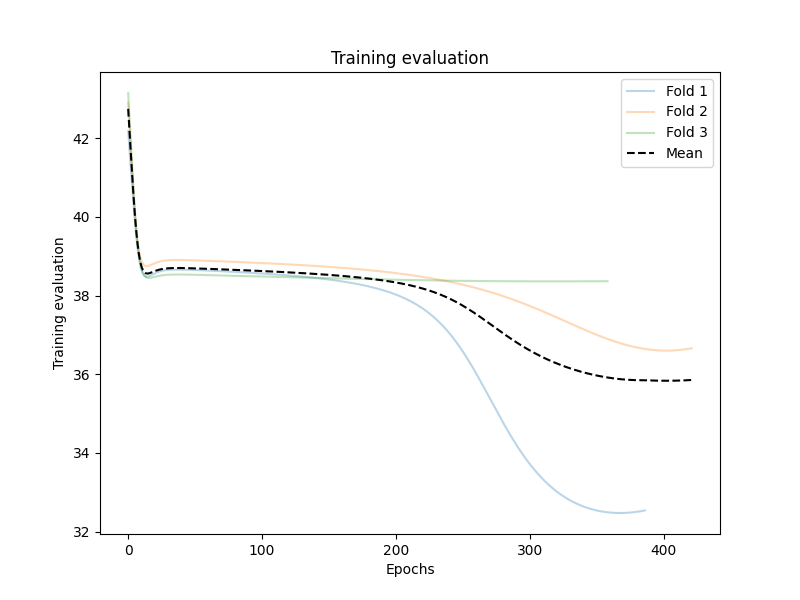 Training evaluation
Fold 1
Fold 2
Fold 3
Mean
Training evaluation
42
40
38
36
34
32
0
100
200
300
400
Epochs